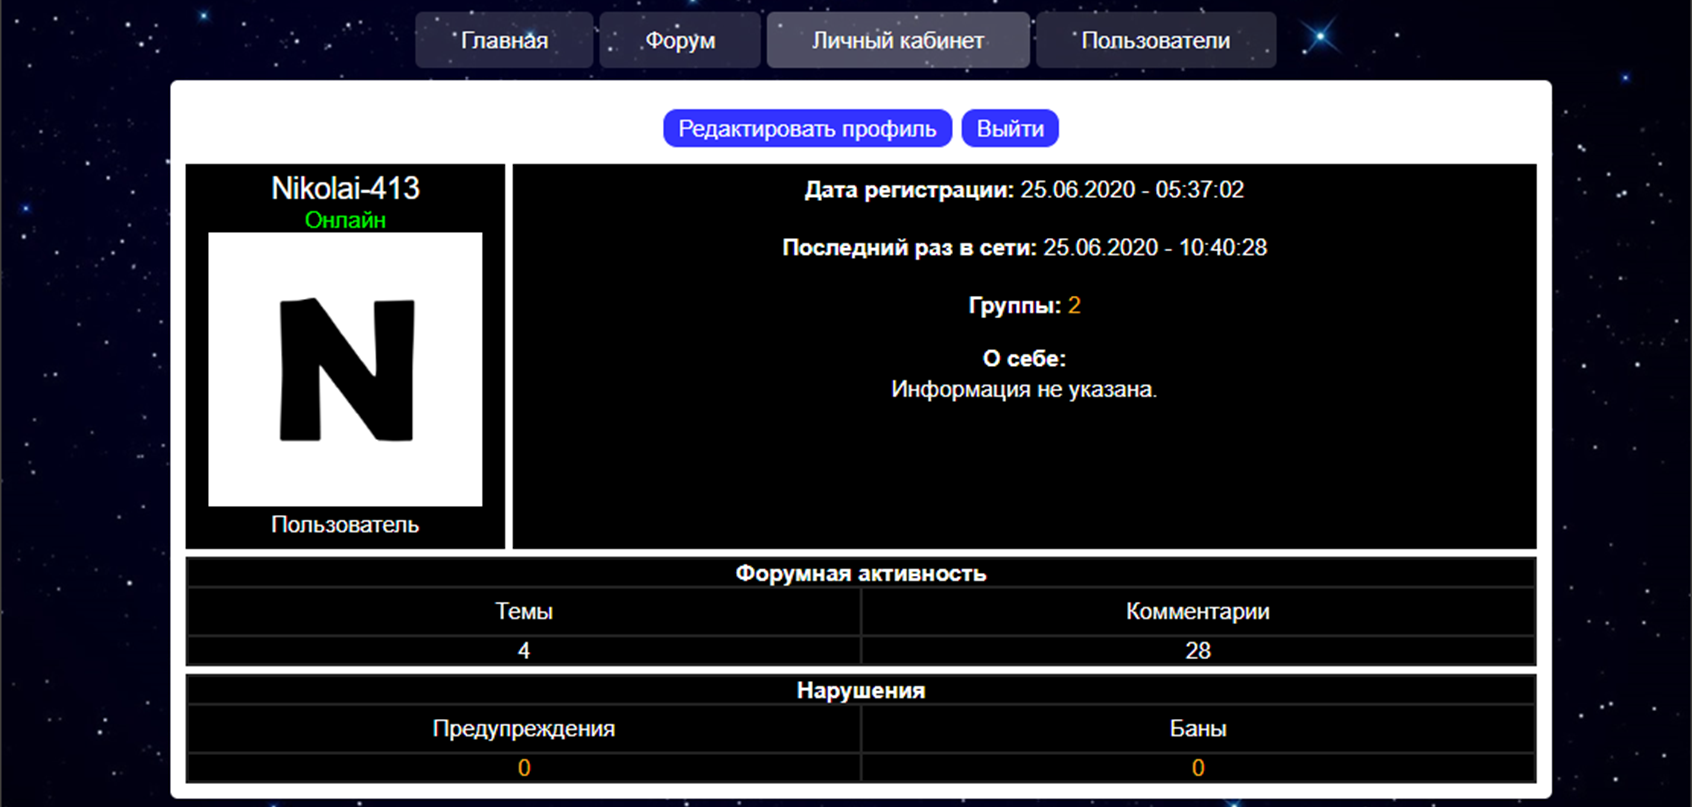 Главная Форум Личный кабинет Пользователи
Редактировать профиль Выйти
Nikolai-413
Онлайн
N
Пользователь
Дата регистрации: 25.06.2020 - 05:37:02
Последний раз в сети: 25.06.2020 - 10:40:28
Группы: 2
О себе:
Информация не указана.
Форумная активность
Темы Комментарии
4 28
Нарушения
Предупреждения Баны
0 0